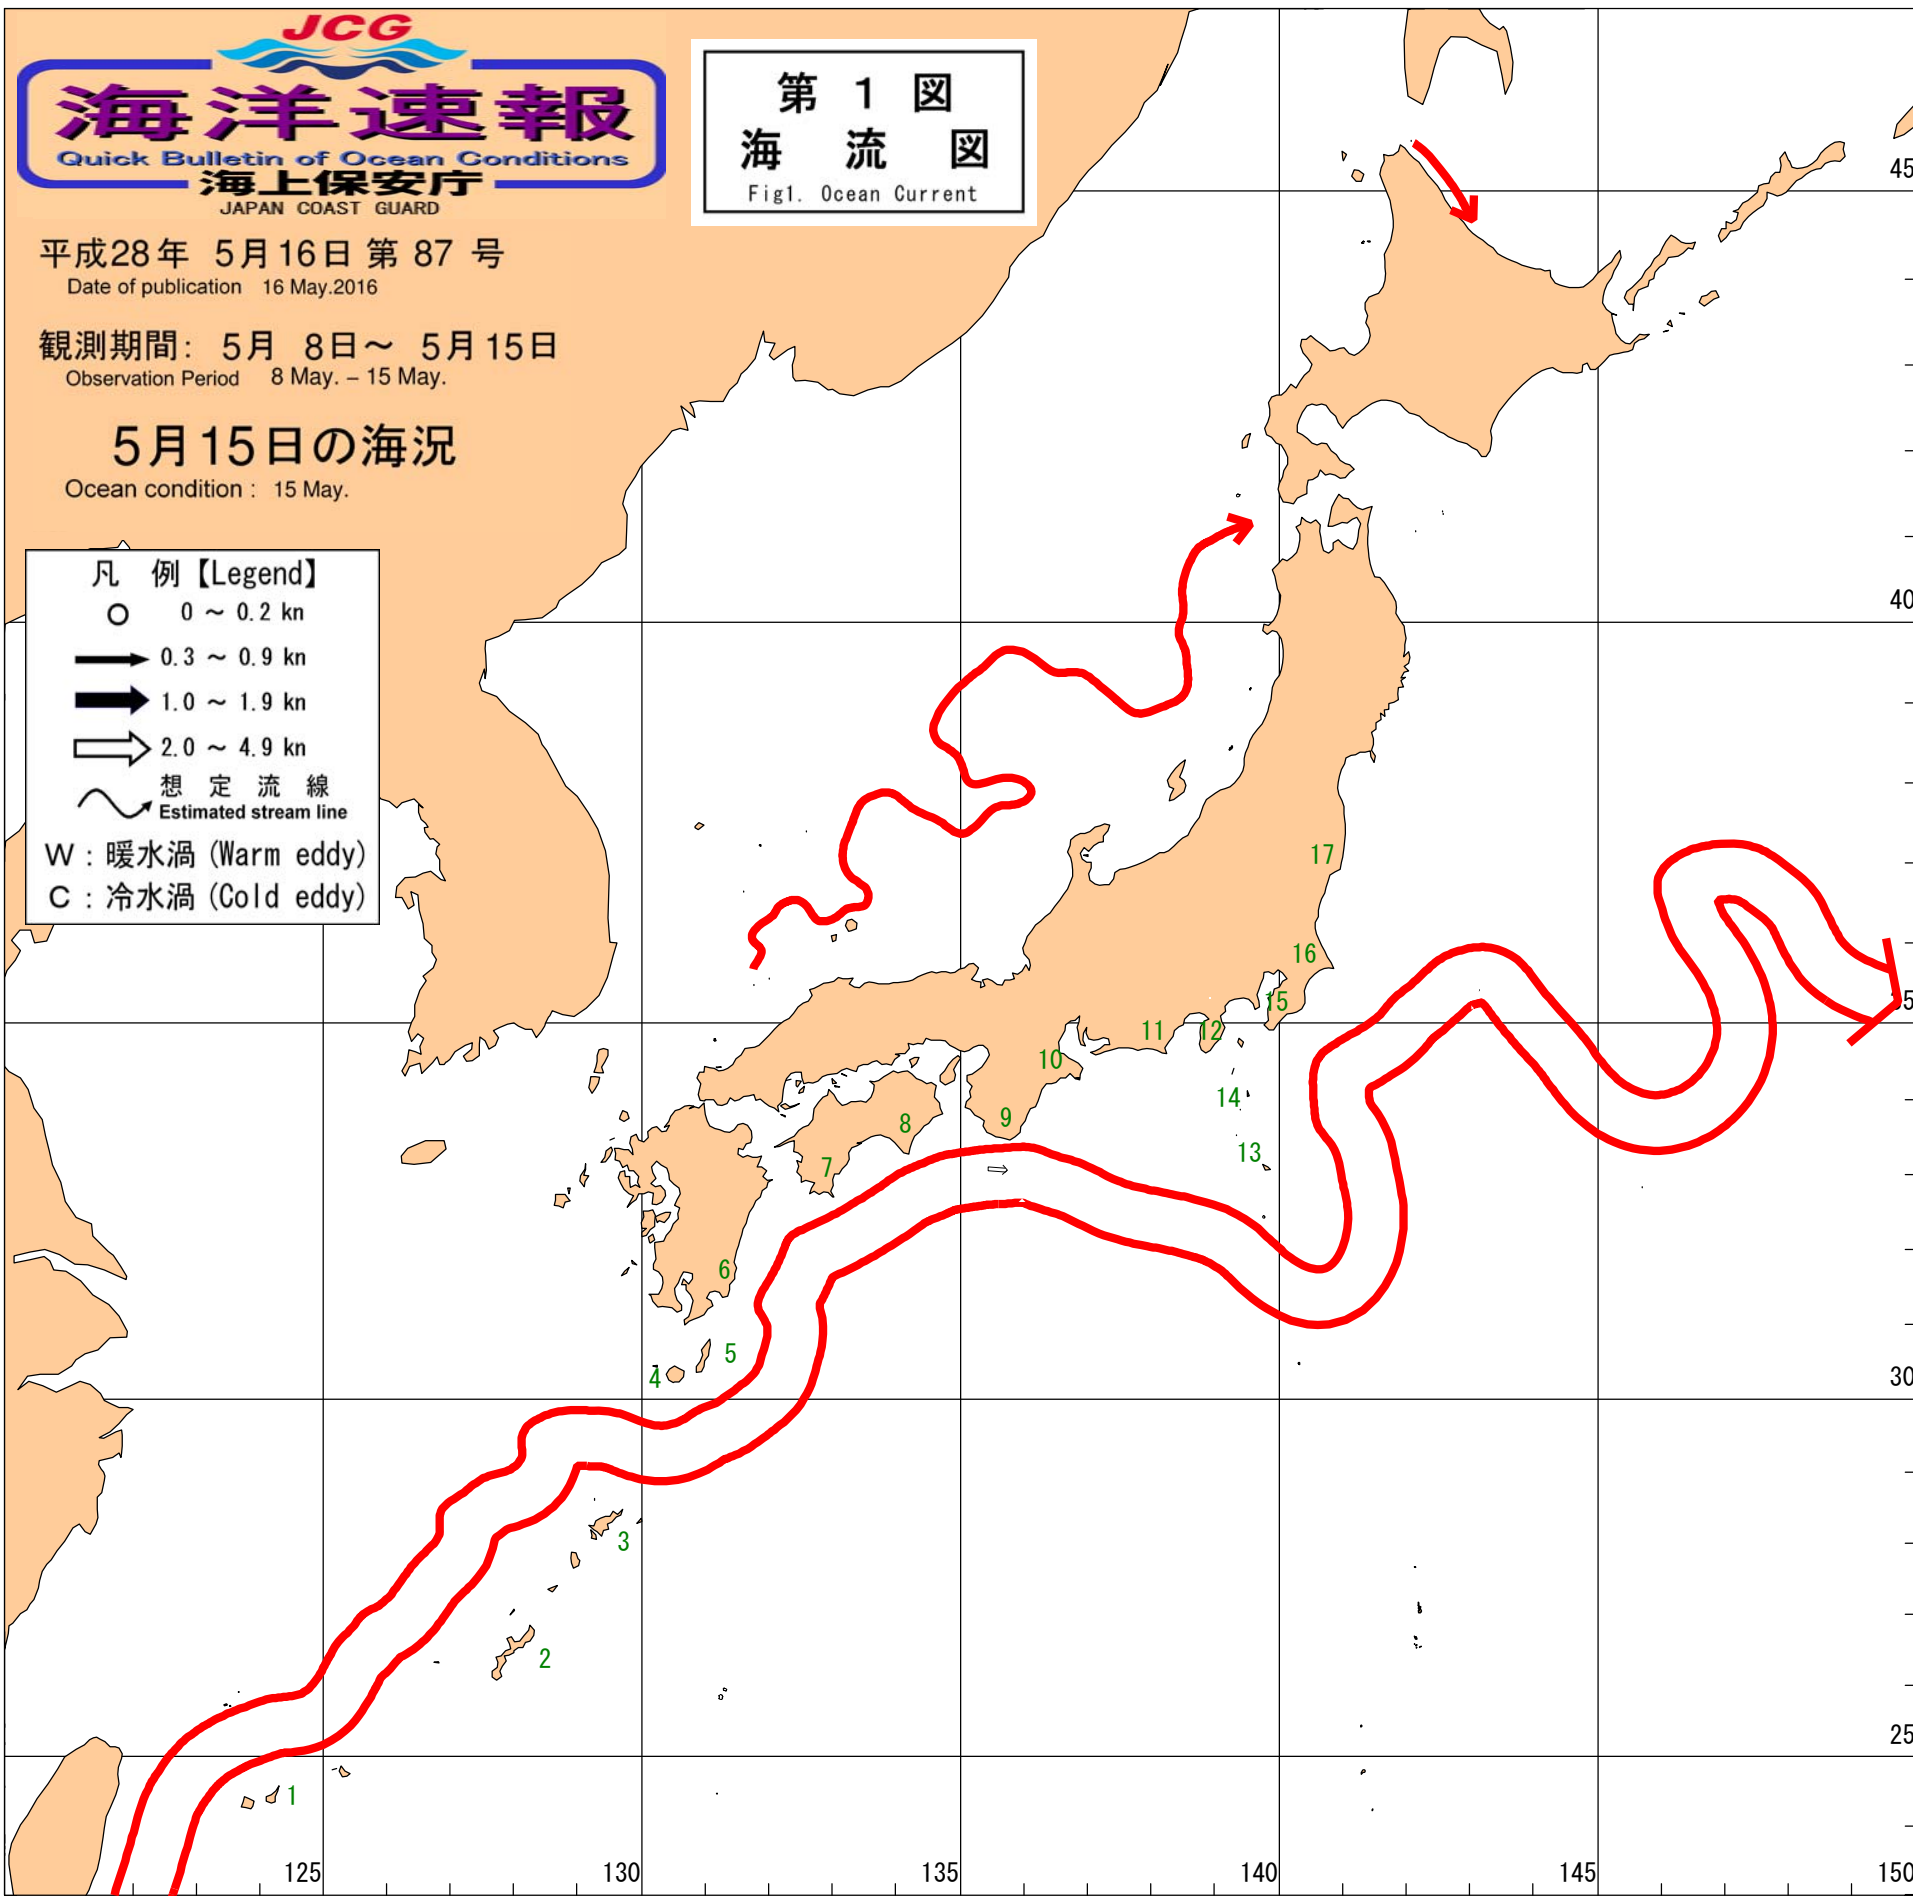 JCG
海洋速報
Quick Bulletin of Ocean Conditions
海上保安庁
JAPAN COAST GUARD
第 1 図
海 流 図
Fig1. Ocean Current
平成28年 5月16日 第 87 号
Date of publication 16 May.2016
観測期間: 5月 8日～ 5月15日
Observation Period 8 May. – 15 May.
5月15日の海況
Ocean condition : 15 May.
凡 例【Legend】
0 ～ 0.2 kn
0.3 ～ 0.9 kn
1.0 ～ 1.9 kn
2.0 ～ 4.9 kn
想 定 流 線
Estimated stream line
W : 暖水渦 (Warm eddy)
C : 冷水渦 (Cold eddy)
45
40
17
16
15
5
12
11
10
14
9
8
13
7
6
5
4
30
3
2
25
1
125
130
135
140
145
150